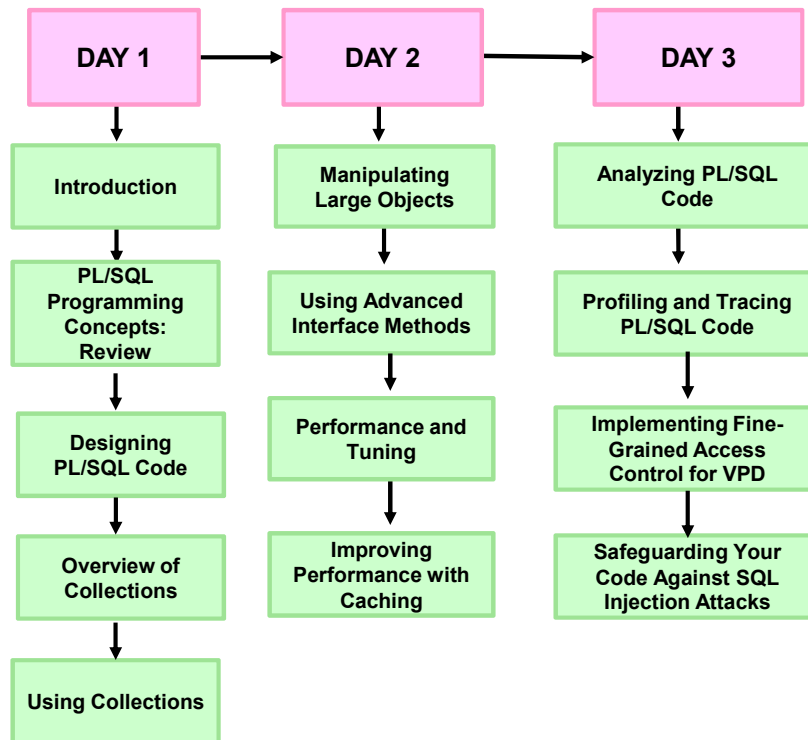 DAY 1
DAY 2
DAY 3
Introduction
PL/SQL
Programming
Concepts:
Review
Designing
PL/SQL Code
Overview of
Collections
Using Collections
Manipulating
Large Objects
Using Advanced
Interface Methods
Performance and
Tuning
Improving
Performance with
Caching
Analyzing PL/SQL
Code
Profiling and Tracing
PL/SQL Code
Implementing Fine-
Grained Access
Control for VPD
Safeguarding Your
Code Against SQL
Injection Attacks